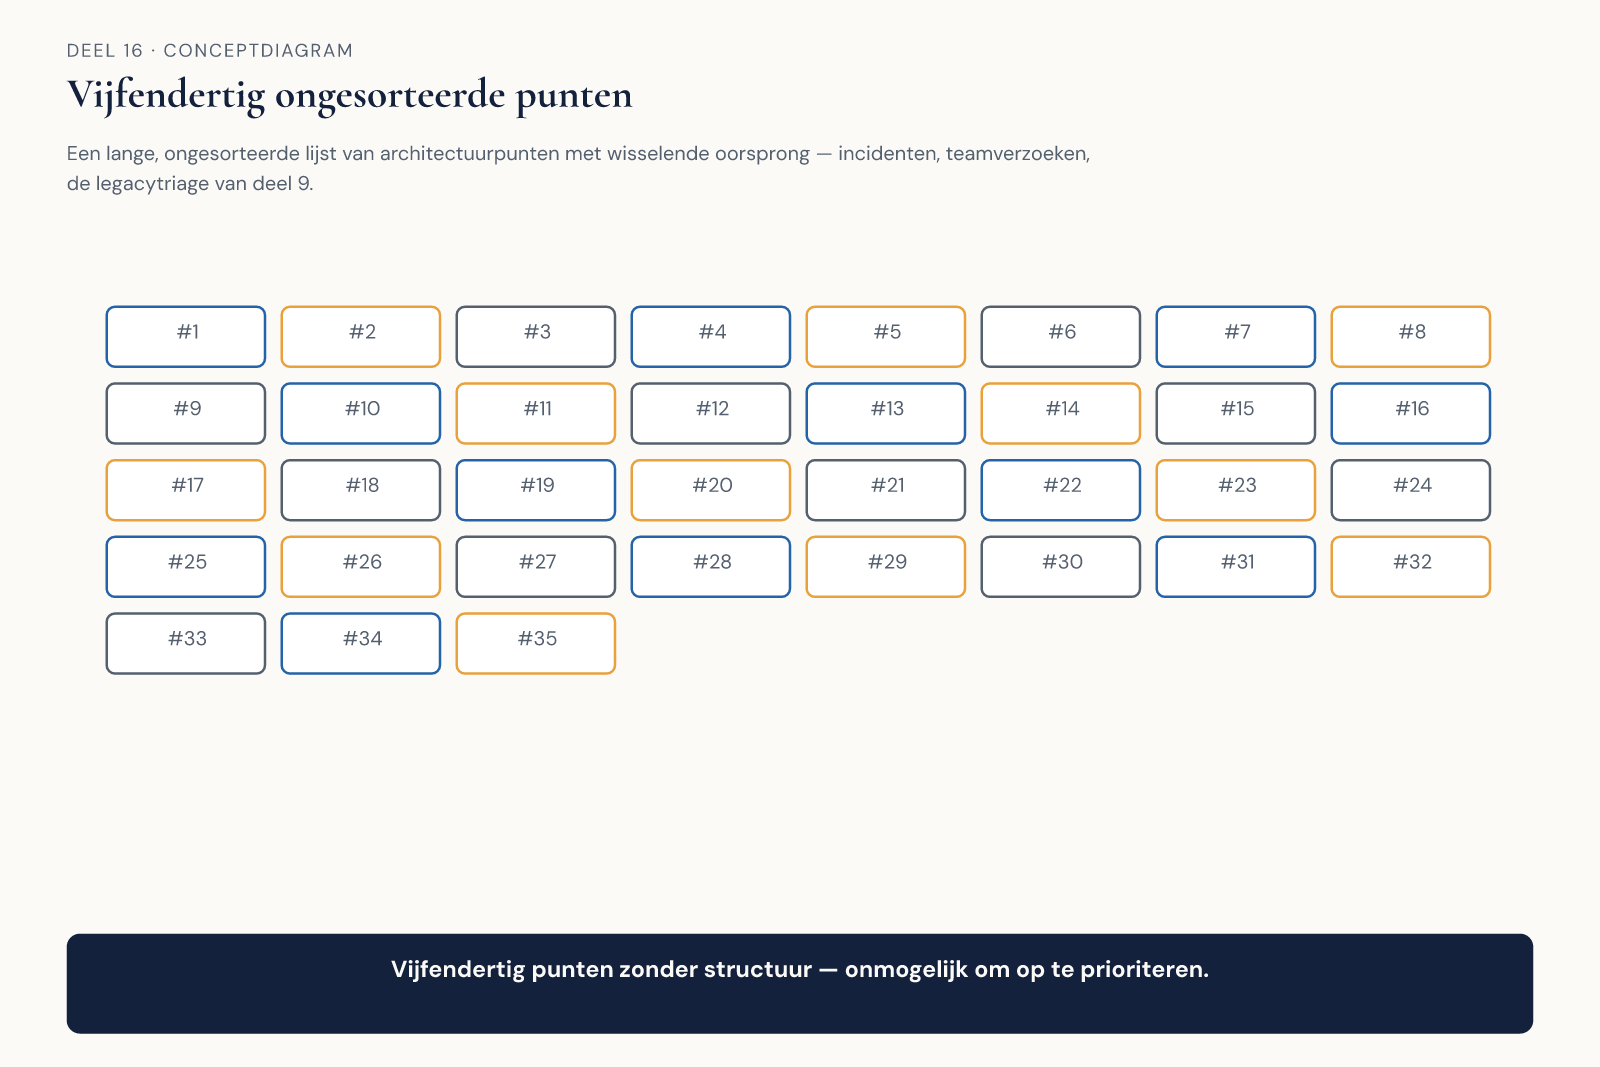 DEEL 16 · CONCEPTDIAGRAM
Vijfendertig ongesorteerde punten
Een lange, ongesorteerde lijst van architectuurpunten met wisselende oorsprong — incidenten, teamverzoeken,
de legacytriage van deel 9.
#1 #2 #3 #4 #5 #6 #7 #8
#9 #10 #11 #12 #13 #14 #15 #16
#17 #18 #19 #20 #21 #22 #23 #24
#25 #26 #27 #28 #29 #30 #31 #32
#33 #34 #35
Vijfendertig punten zonder structuur — onmogelijk om op te prioriteren.